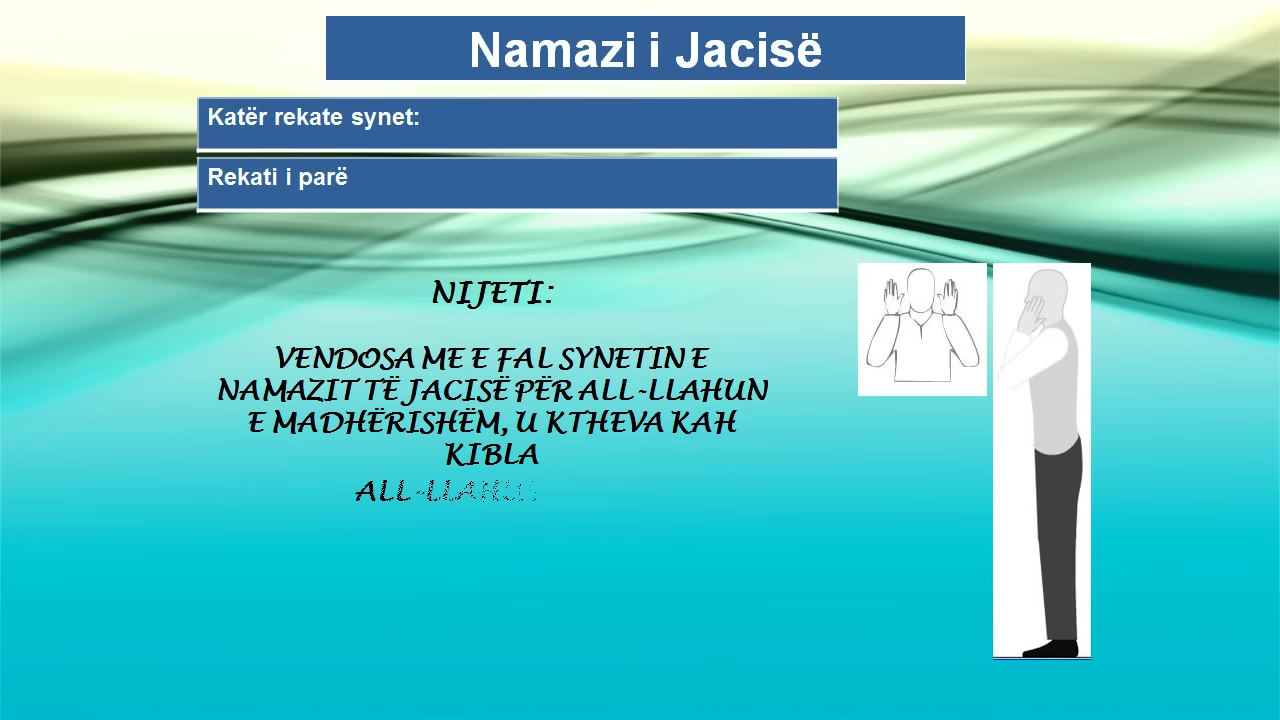 Namazi i Jacisë
Katër rekate synet:
Rekati i parë
NIJETI:
VENDOSA ME E FAL SYNETIN E
NAMAZIT TË JACISË PËR ALL-LLAHUN
E MADHËRISHËM, U KTHEVA KAH
KIBLA